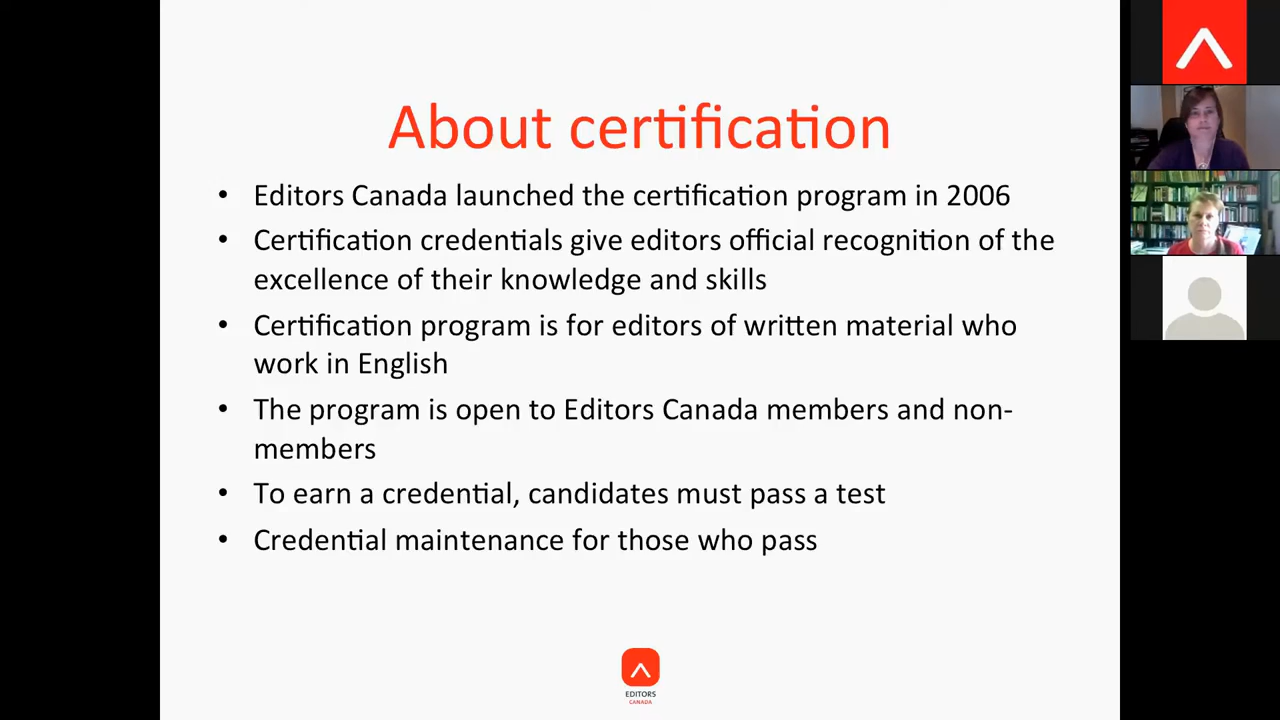 About certification
• Editors Canada launched the certification program in 2006
• Certification credentials give editors official recognition of the
excellence of their knowledge and skills
• Certification program is for editors of written material who
work in English
• The program is open to Editors Canada members and non-
members
• To earn a credential, candidates must pass a test
• Credential maintenance for those who pass
EDITORS
CANADA